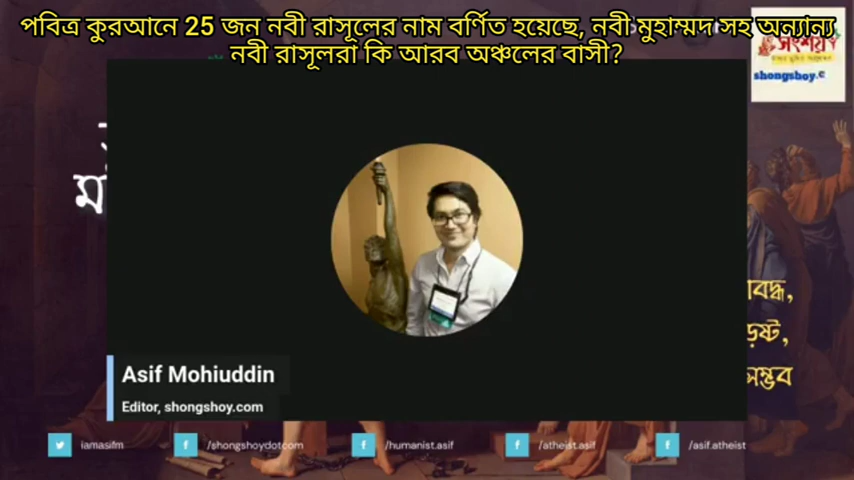 পবিত্র কুরআনে 25 জন নবী রাসূলের নাম বর্ণিত হয়েছে, নবী মুহাম্মদ সহ অন্যান্য
নবী রাসূলরা কি আরব অঞ্চলের বাসী?
সংশয়
shongshoy.c
Asif Mohiuddin
Editor, shongshoy.com
iamasifm
/shongshoydotcom
/humanist.asif
/atheist.asif
/asif.atheist